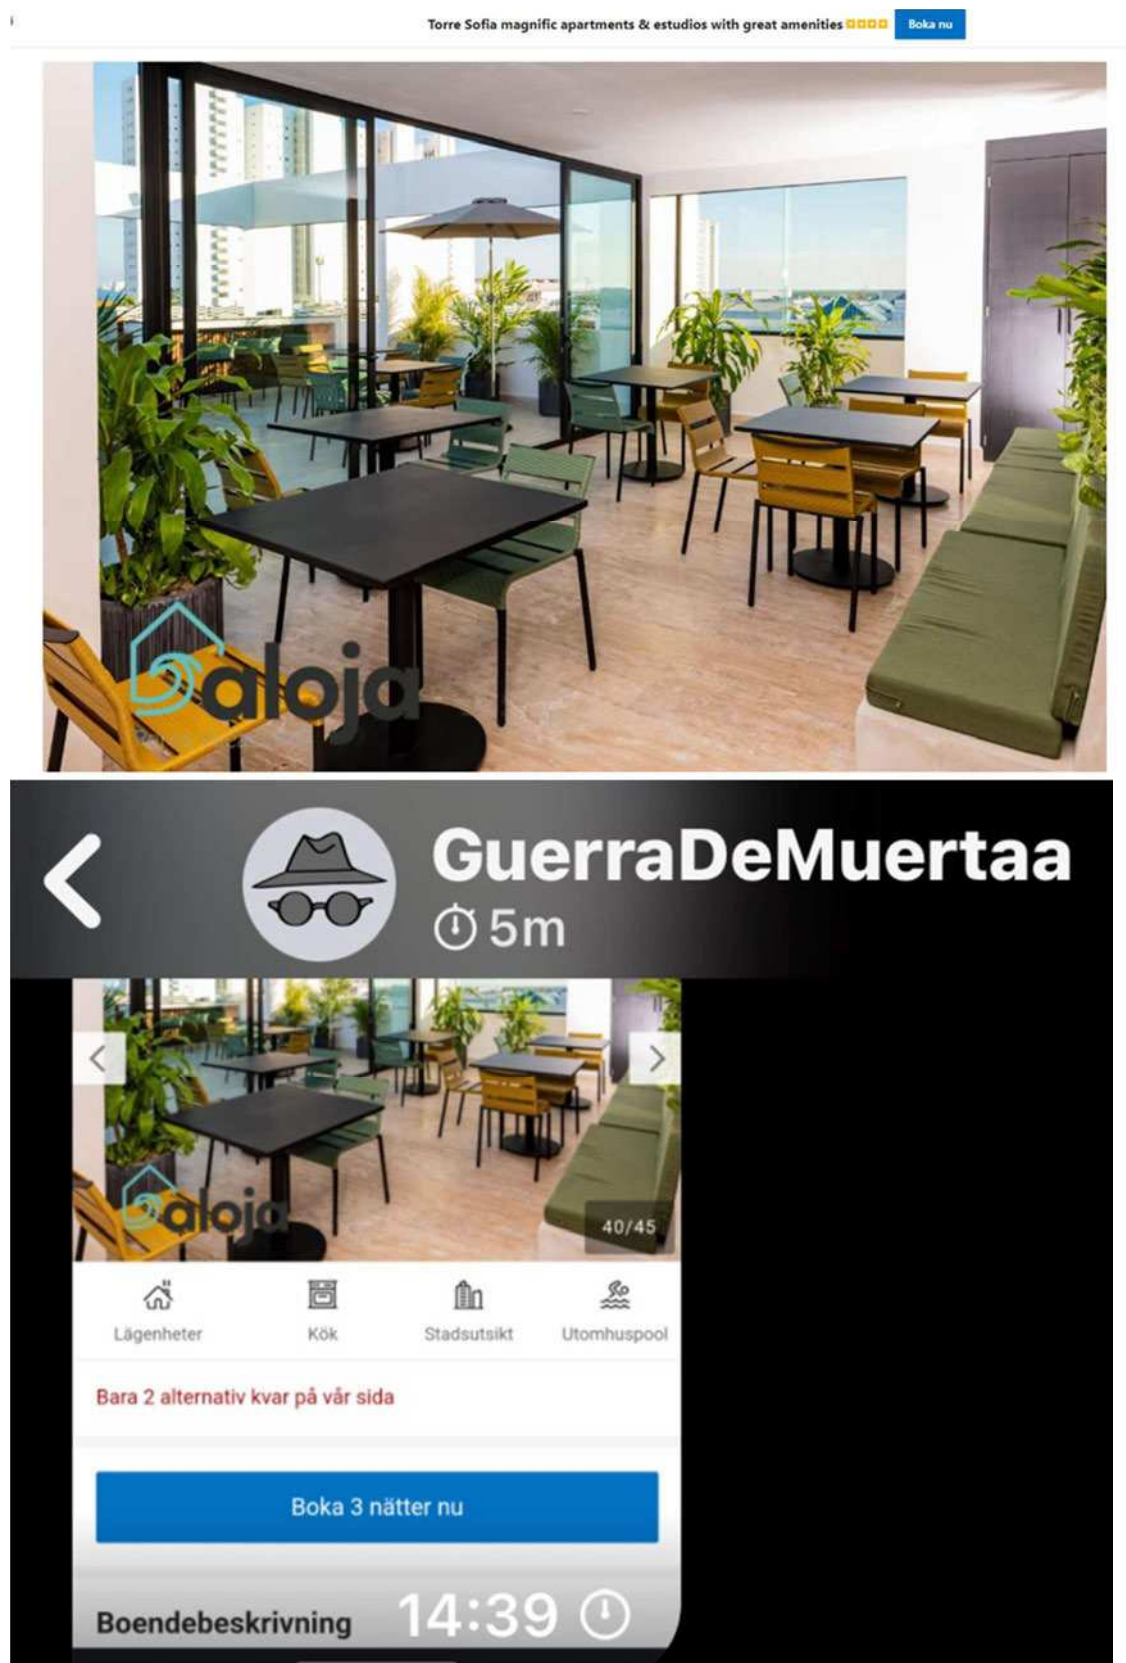 Torre Sofia magnific apartments & estudios with great amenities
Boka nu
aloja
GuerraDeMuertaa
5m
aloja
40/45
Lägenheter
Kök
Stadsutsikt
Utomhuspool
Bara 2 alternativ kvar på vår sida
Boka 3 nätter nu
Boendebeskrivning
14:39